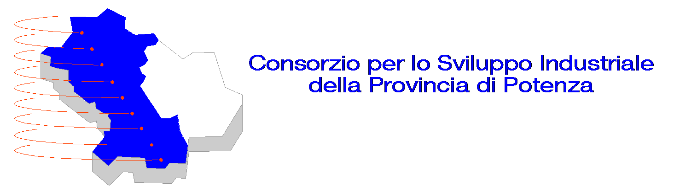 Consorzio per lo Sviluppo Industriale
della Provincia di Potenza